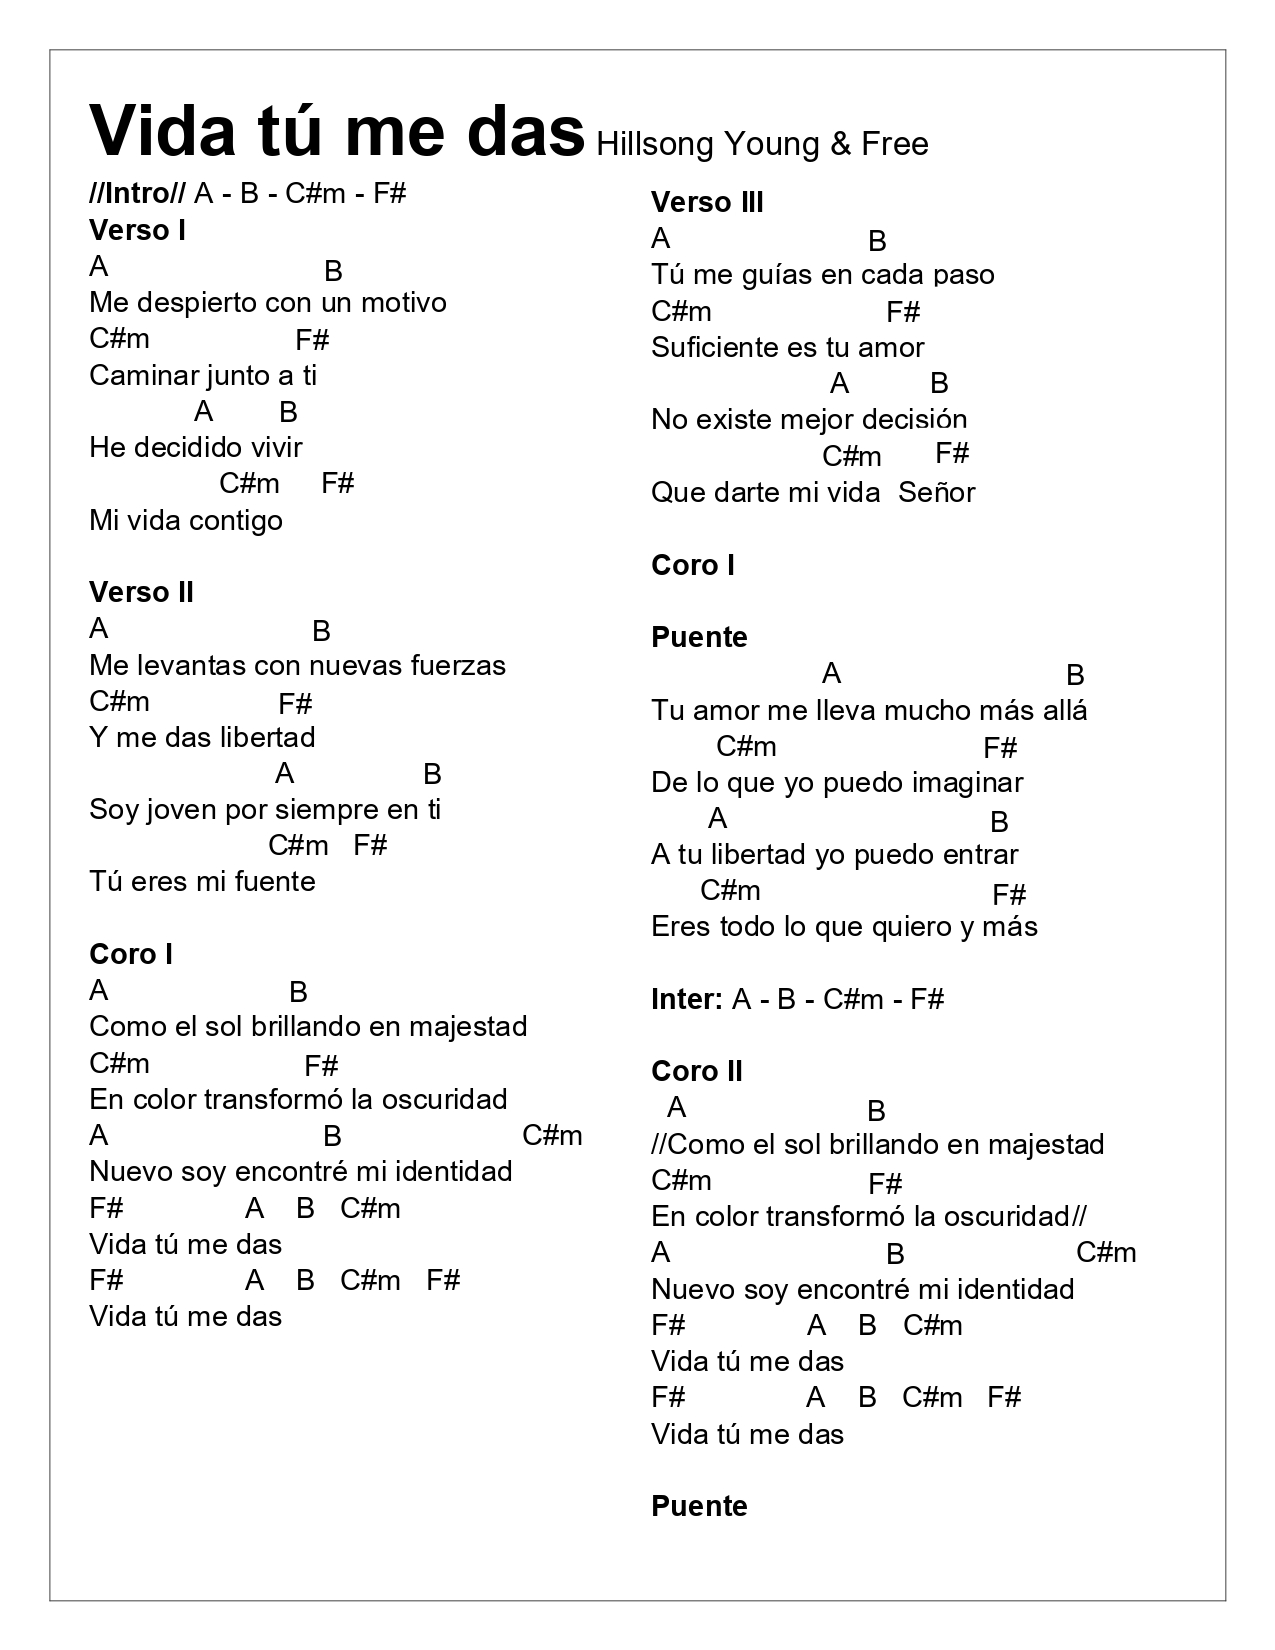 Vida tú me das Hillsong Young & Free
//Intro// A - B - C#m - F#
Verso I
A B
Me despierto con un motivo
C#m F#
Caminar junto a ti
A B
He decidido vivir
C#m F#
Mi vida contigo
Verso II
A B
Me levantas con nuevas fuerzas
C#m F#
Y me das libertad
A B
Soy joven por siempre en ti
C#m F#
Tú eres mi fuente
Coro I
A B
Como el sol brillando en majestad
C#m F#
En color transformó la oscuridad
A B C#m
Nuevo soy encontré mi identidad
F# A B C#m
Vida tú me das
F# A B C#m F#
Vida tú me das
Verso III
A B
Tú me guías en cada paso
C#m F#
Suficiente es tu amor
A B
No existe mejor decisión
C#m F#
Que darte mi vida Señor
Coro I
Puente
A B
Tu amor me lleva mucho más allá
C#m F#
De lo que yo puedo imaginar
A B
A tu libertad yo puedo entrar
C#m F#
Eres todo lo que quiero y más
Inter: A - B - C#m - F#
Coro II
A B
//Como el sol brillando en majestad
C#m F#
En color transformó la oscuridad//
A B C#m
Nuevo soy encontré mi identidad
F# A B C#m
Vida tú me das
F# A B C#m F#
Vida tú me das
Puente